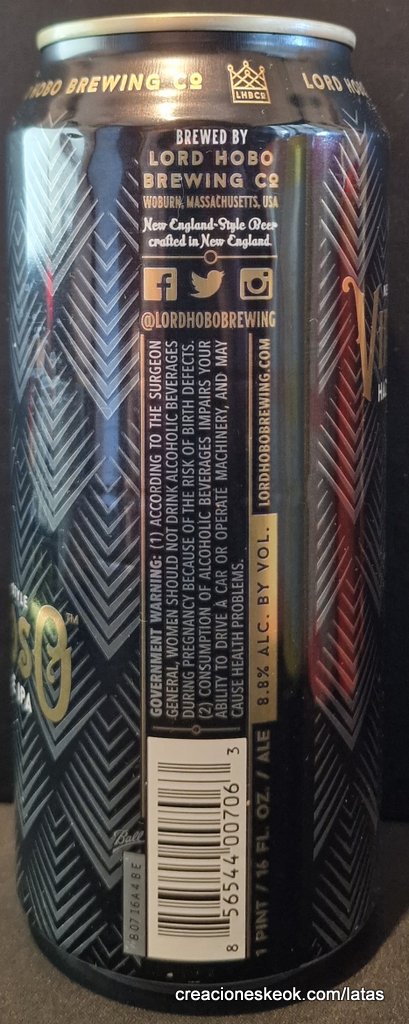 LORD HOBO BREWING Cº
LHBCº
LORD HOBO
BREWED BY
LORD HOBO
BREWING Cº
WOBURN, MASSACHUSETTS, USA
New England-Style Beer
crafted in New England.
@LORDHOBOBREWING
GOVERNMENT WARNING: (1) ACCORDING TO THE SURGEON
GENERAL, WOMEN SHOULD NOT DRINK ALCOHOLIC BEVERAGES
DURING PREGNANCY BECAUSE OF THE RISK OF BIRTH DEFECTS.
(2) CONSUMPTION OF ALCOHOLIC BEVERAGES IMPAIRS YOUR
ABILITY TO DRIVE A CAR OR OPERATE MACHINERY, AND MAY
CAUSE HEALTH PROBLEMS.
1 PINT / 16 FL. OZ. / ALE 8.8% ALC. BY VOL. LORDHOBOBREWING.COM
8 56544 00706 3
Ball
IPA
creacioneskeok.com/latas